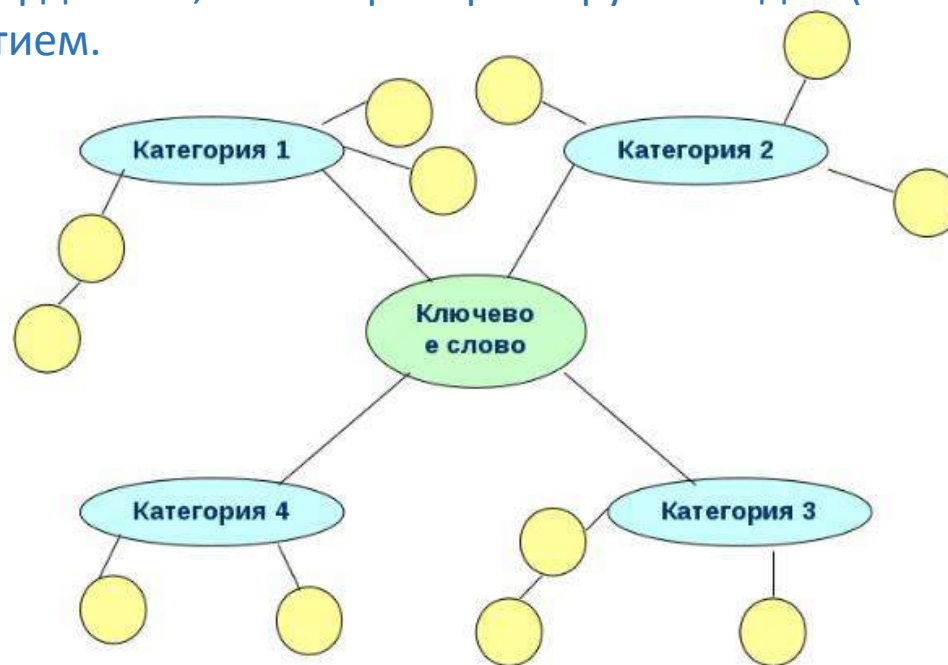 тием.
Категория 1
Категория 2
Ключево
е слово
Категория 4
Категория 3